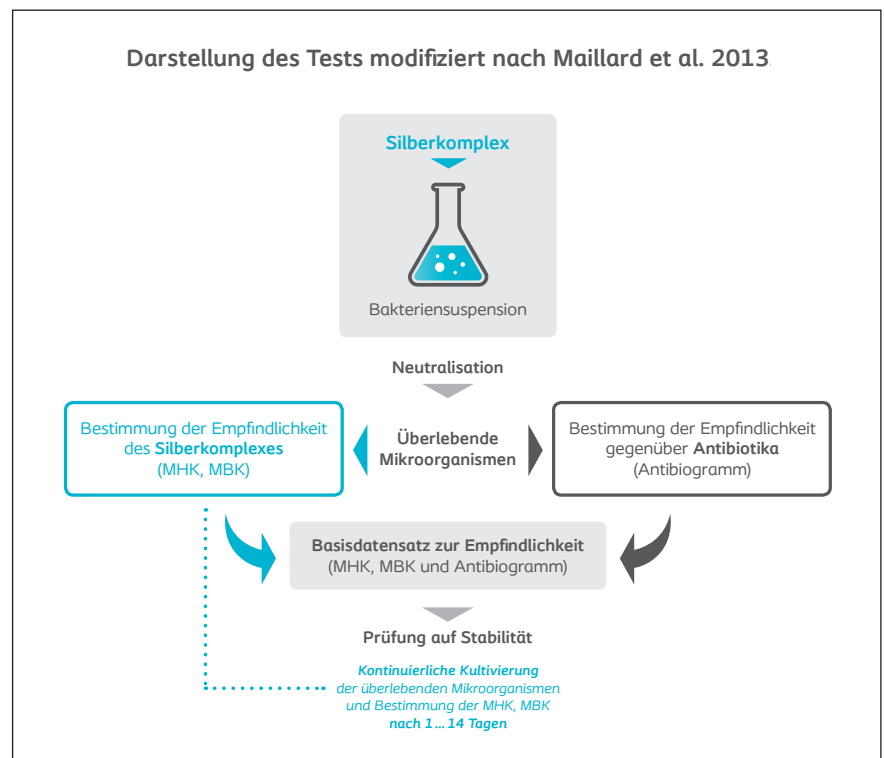 Darstellung des Tests modifiziert nach Maillard et al. 2013
Silberkomplex
Bakteriensuspension
Neutralisation
Bestimmung der Empfindlichkeit
des Silberkomplexes
(MHK, MBK)
Überlebende
Mikroorganismen
Bestimmung der Empfindlichkeit
gegenüber Antibiotika
(Antibiogramm)
Basisdatensatz zur Empfindlichkeit
(MHK, MBK und Antibiogramm)
Prüfung auf Stabilität
Kontinuierliche Kultivierung
der überlebenden Mikroorganismen
und Bestimmung der MHK, MBK
nach 1 ... 14 Tagen